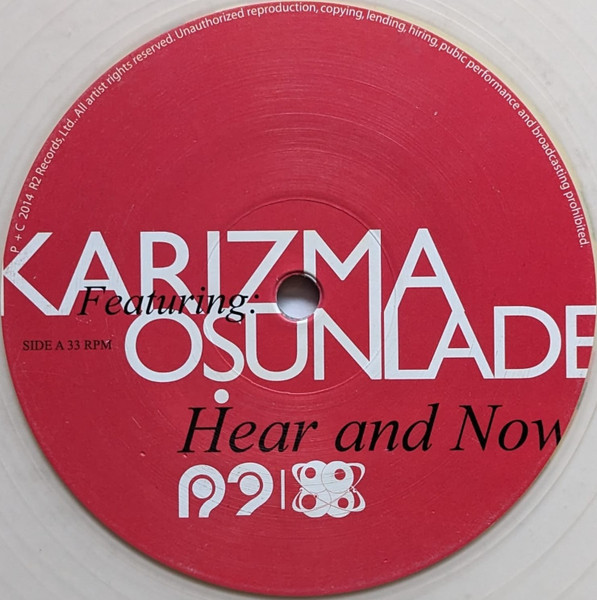 P + C 2014 R2 Records, Ltd.. All artist rights reserved. Unauthorized reproduction, copying, lending, hiring, pubic performance and broadcasting prohibited.
KARIZMA
Featuring:
OSUNLADE
SIDE A 33 RPM
Hear and Now
R2